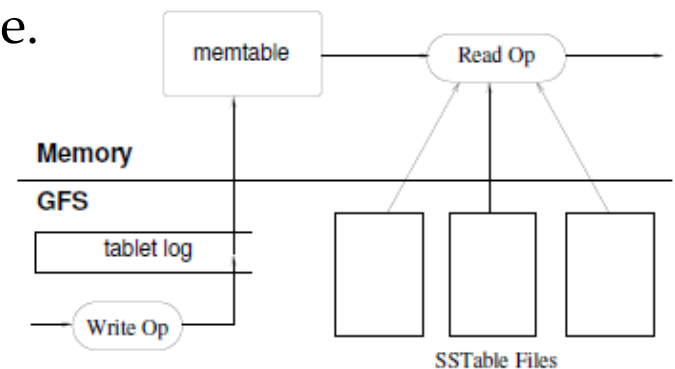 e.
memtable
Read Op
Memory
GFS
tablet log
Write Op
SSTable Files